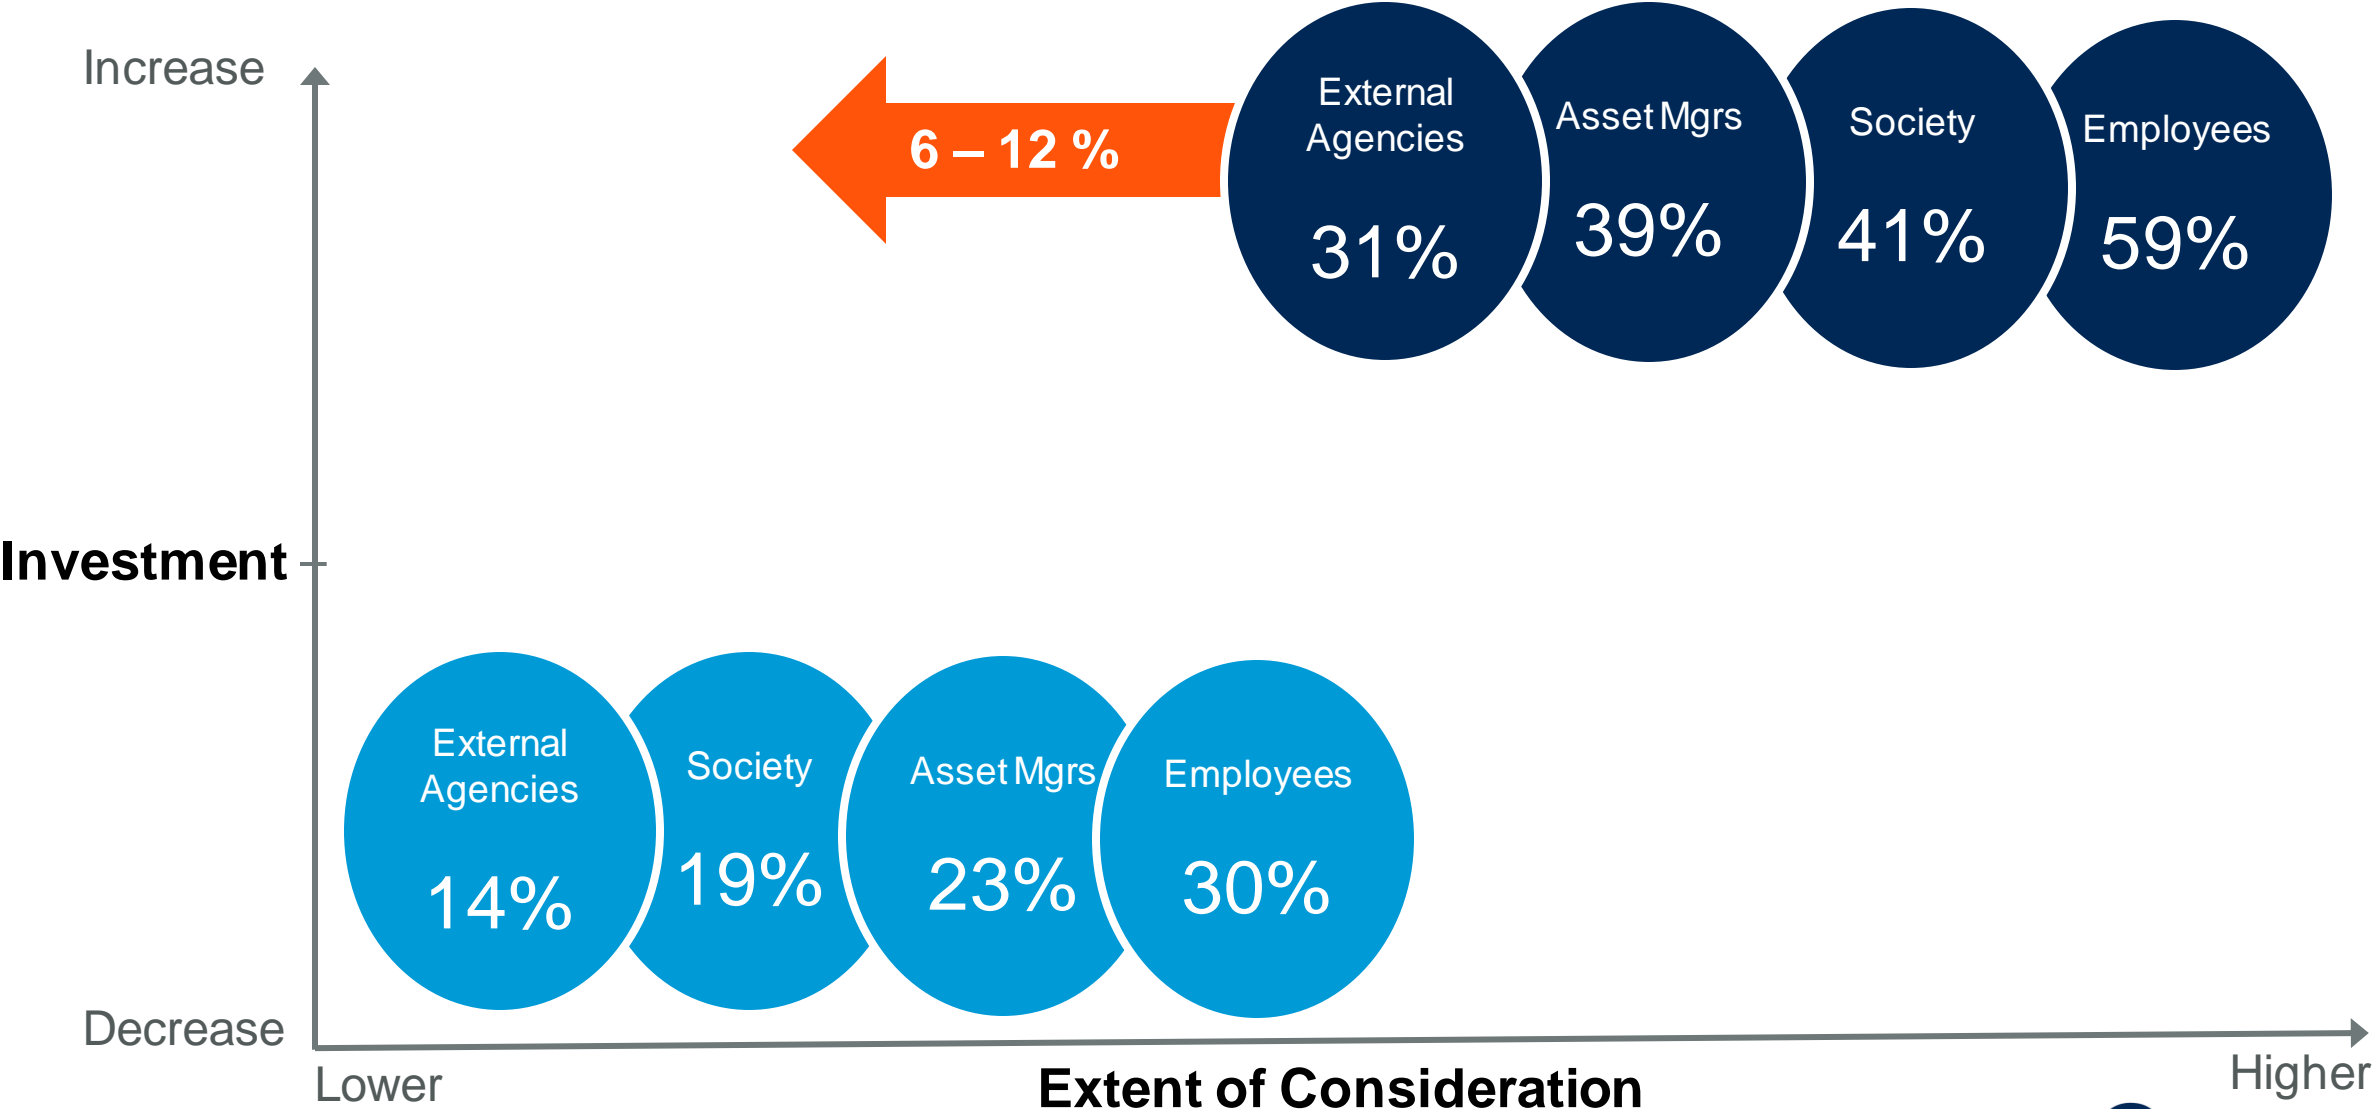 Increase
External
Agencies
31%
Asset Mgrs
39%
Society
41%
Employees
59%
6 – 12 %
Investment
External
Agencies
14%
Society
19%
Asset Mgrs
23%
Employees
30%
Decrease
Lower
Extent of Consideration
Higher